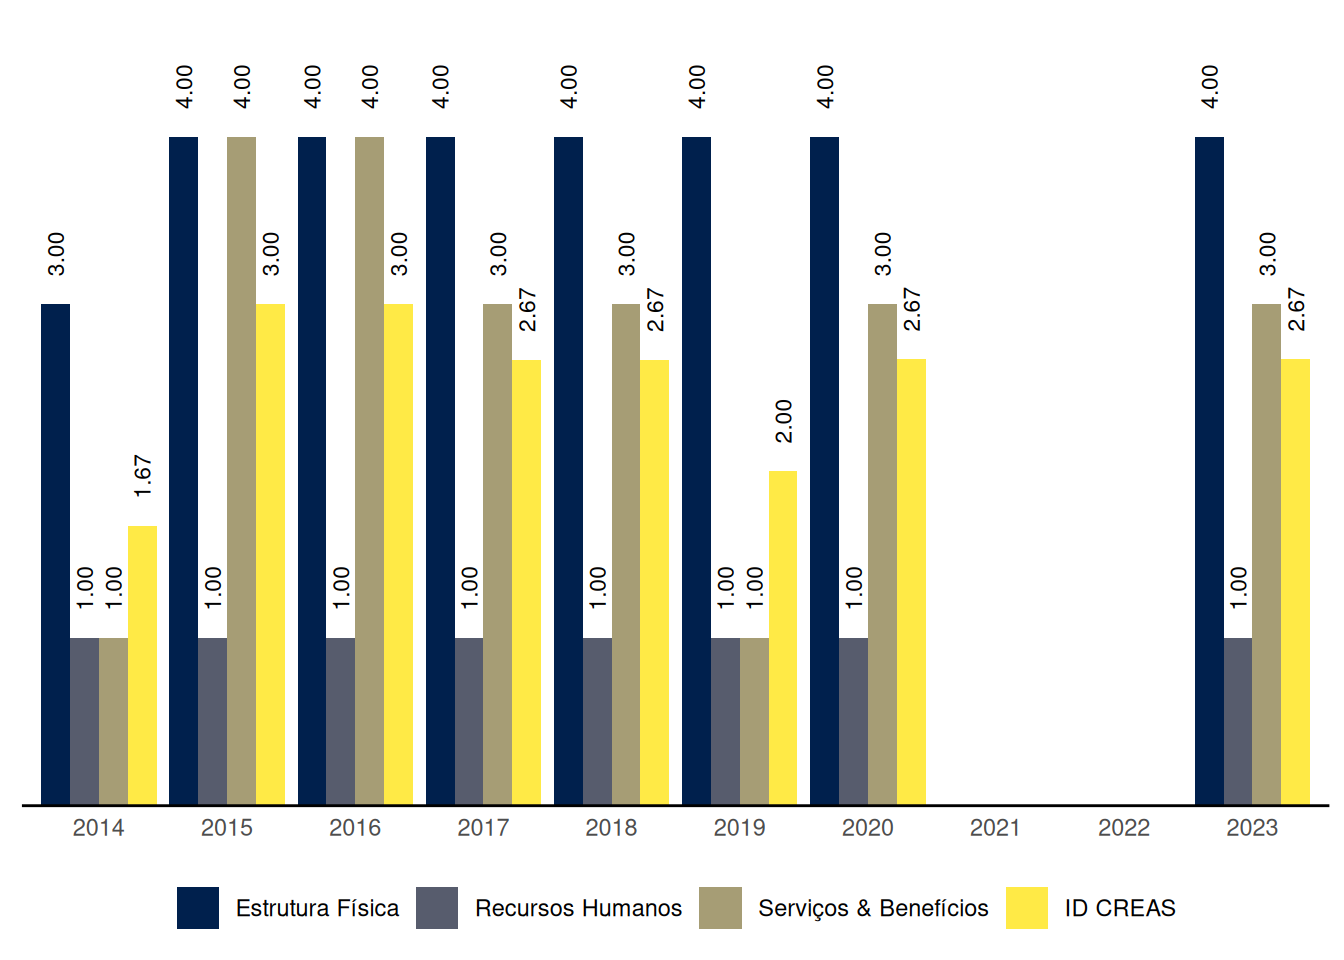 4.00 4.00 4.00 4.00 4.00 4.00 4.00 4.00 4.00 4.00
3.00 3.00 3.00 3.00 3.00 3.00 3.00
2.67 2.67 2.67 2.67
2.00
1.67
1.00 1.00 1.00 1.00 1.00 1.00 1.00 1.00 1.00 1.00
2014 2015 2016 2017 2018 2019 2020 2021 2022 2023
Estrutura Física Recursos Humanos Serviços & Benefícios ID CREAS